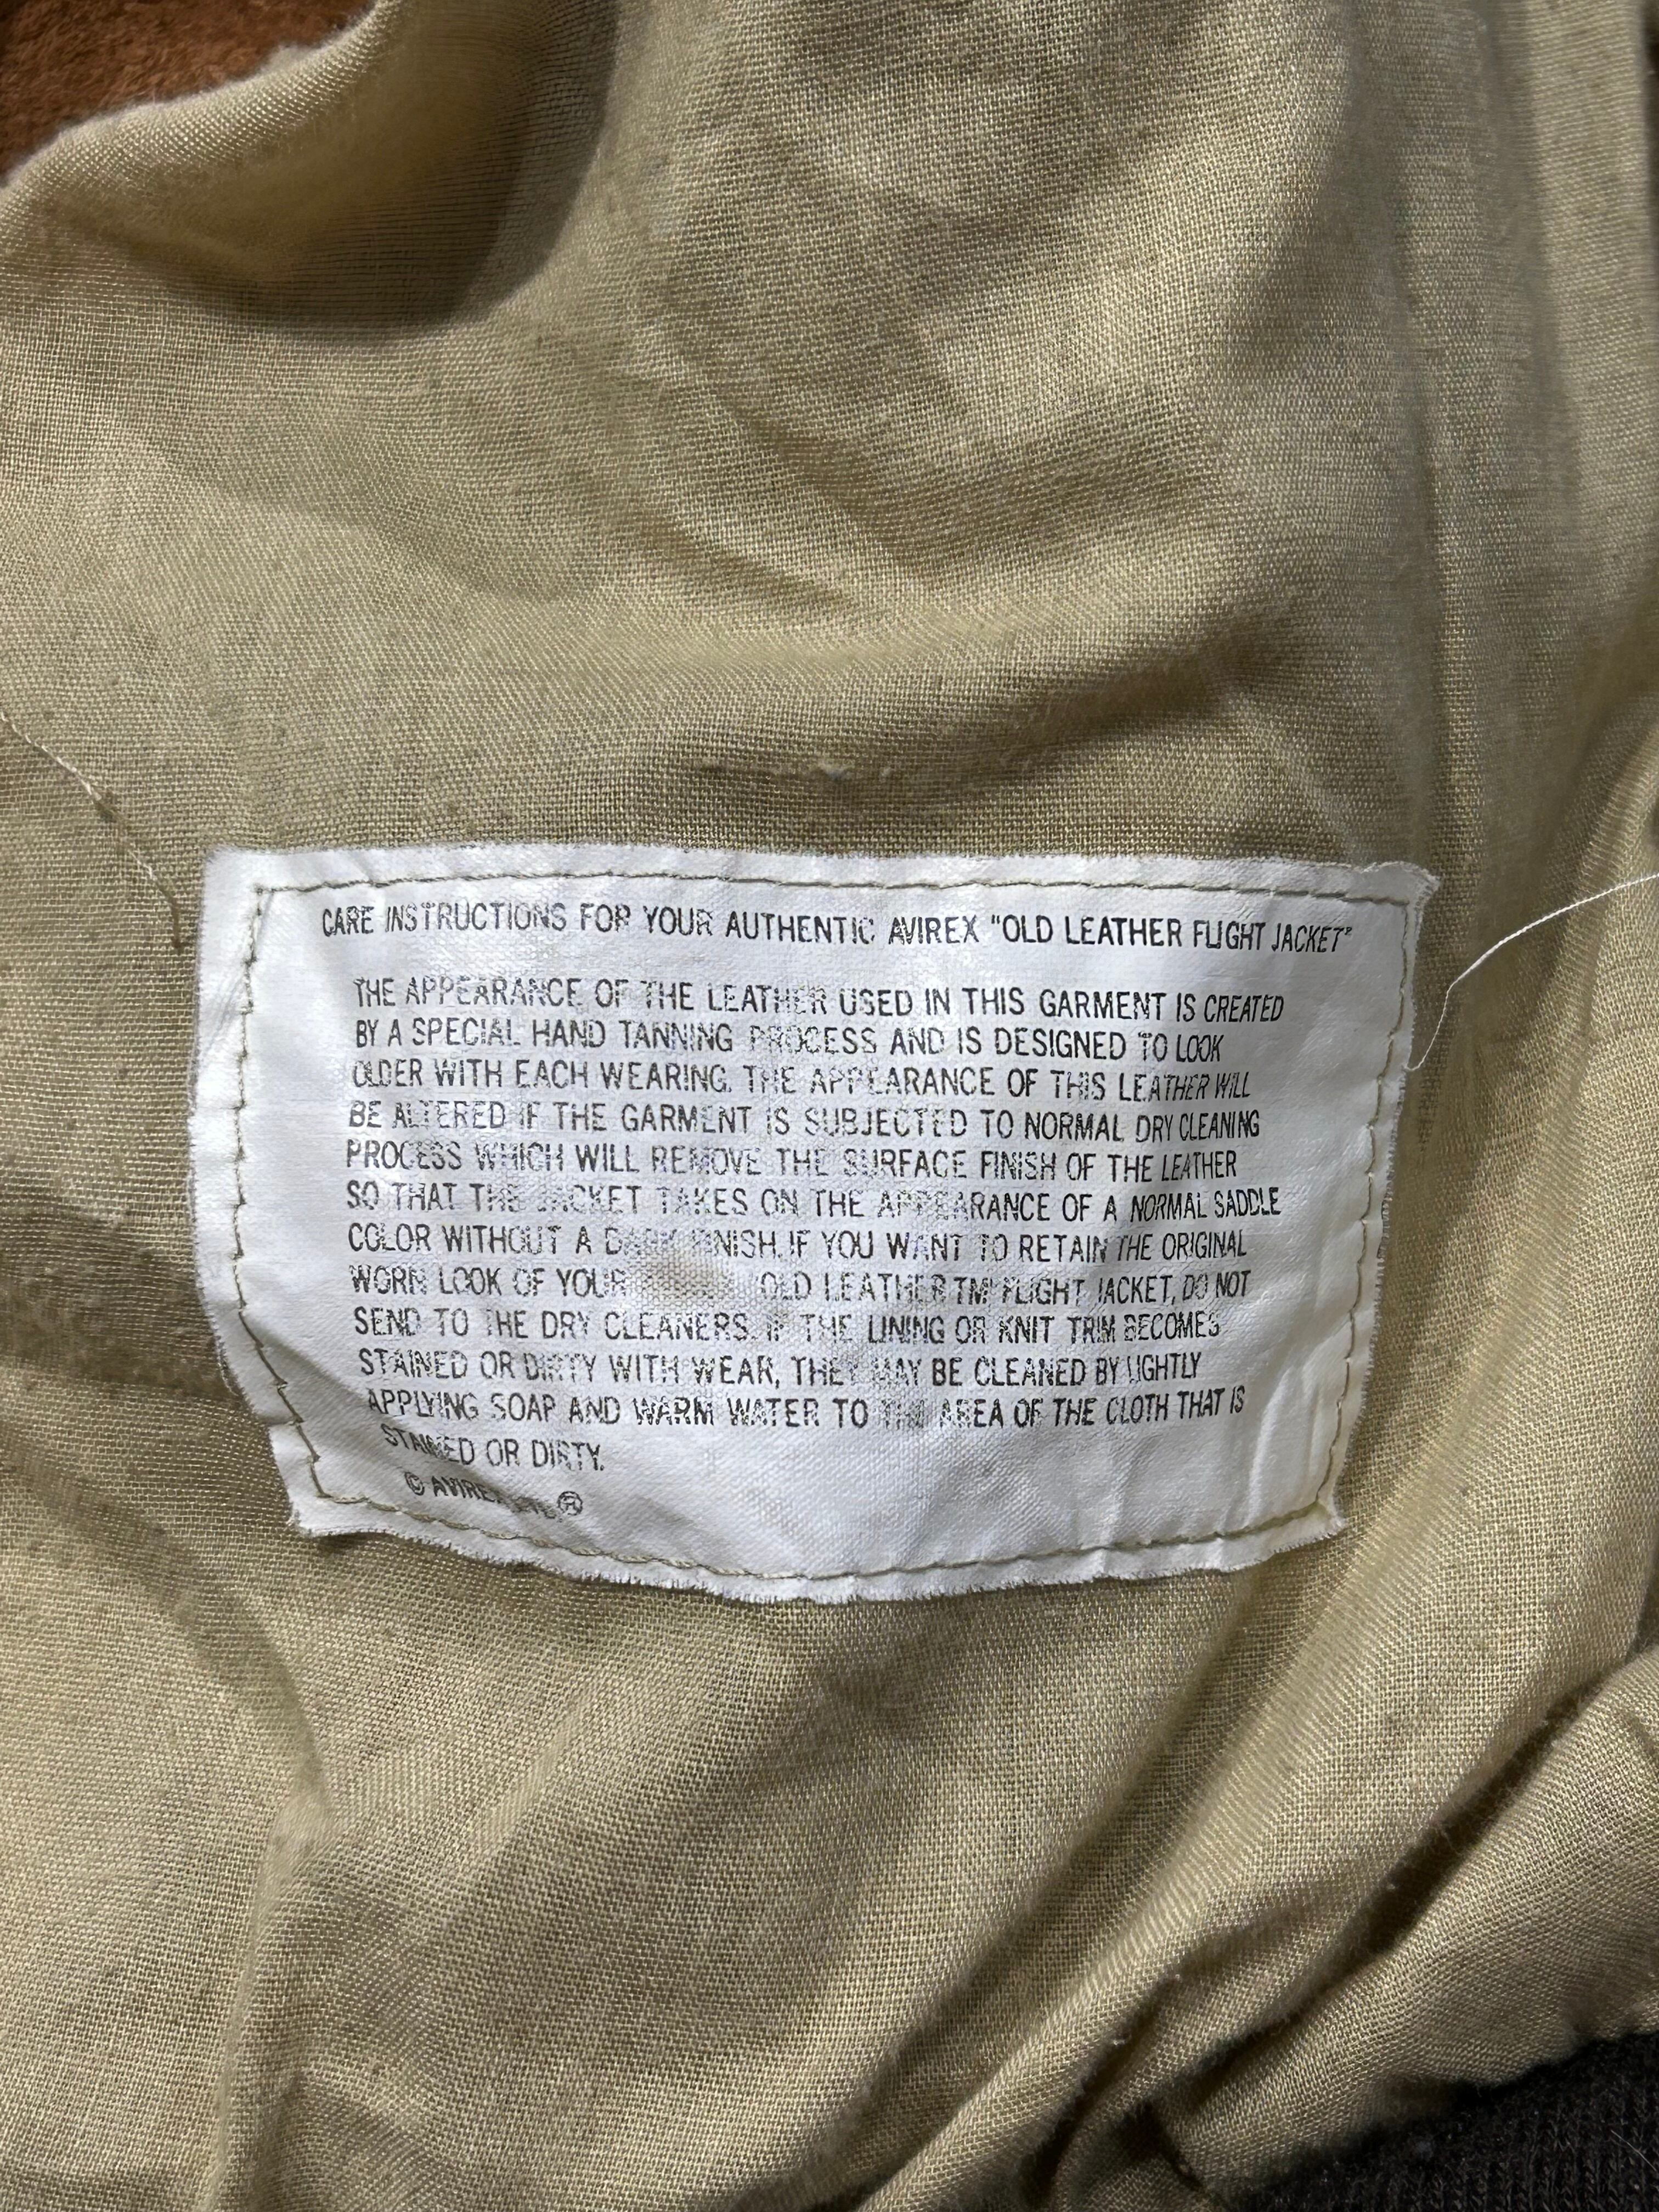 CARE INSTRUCTIONS FOR YOUR AUTHENTIC AVIREX "OLD LEATHER FLIGHT JACKET"
THE APPEARANCE OF THE LEATHER USED IN THIS GARMENT IS CREATED
BY A SPECIAL HAND TANNING PROCESS AND IS DESIGNED TO LOOK
OLDER WITH EACH WEARING. THE APPEARANCE OF THIS LEATHER WILL
BE ALTERED IF THE GARMENT IS SUBJECTED TO NORMAL DRY CLEANING
PROCESS WHICH WILL REMOVE THE SURFACE FINISH OF THE LEATHER
SO THAT THE JACKET TAKES ON THE APPEARANCE OF A NORMAL SADDLE
COLOR WITHOUT A DARK FINISH. IF YOU WANT TO RETAIN THE ORIGINAL
WORN LOOK OF YOUR OLD LEATHER TM FLIGHT JACKET, DO NOT
SEND TO THE DRY CLEANERS. IF THE LINING OR KNIT TRIM BECOMES
STAINED OR DIRTY WITH WEAR, THEY MAY BE CLEANED BY LIGHTLY
APPLYING SOAP AND WARM WATER TO THE AREA OF THE CLOTH THAT IS
STAINED OR DIRTY.
© AVIREX LTD ®